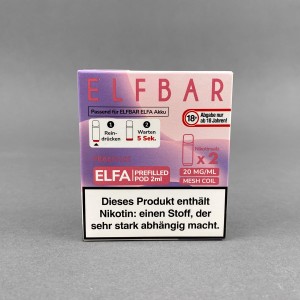 ELFBAR
Passend für ELFBAR ELFA Akku
1
Rein-
drücken
2
Warten
5 Sek.
18+
Abgabe nur
ab 18 Jahren!
x 2
ELFA
PREFILLED
POD 2ml
20 MG/ML
MESH COIL
Dieses Produkt enthält
Nikotin: einen Stoff, der
sehr stark abhängig macht.